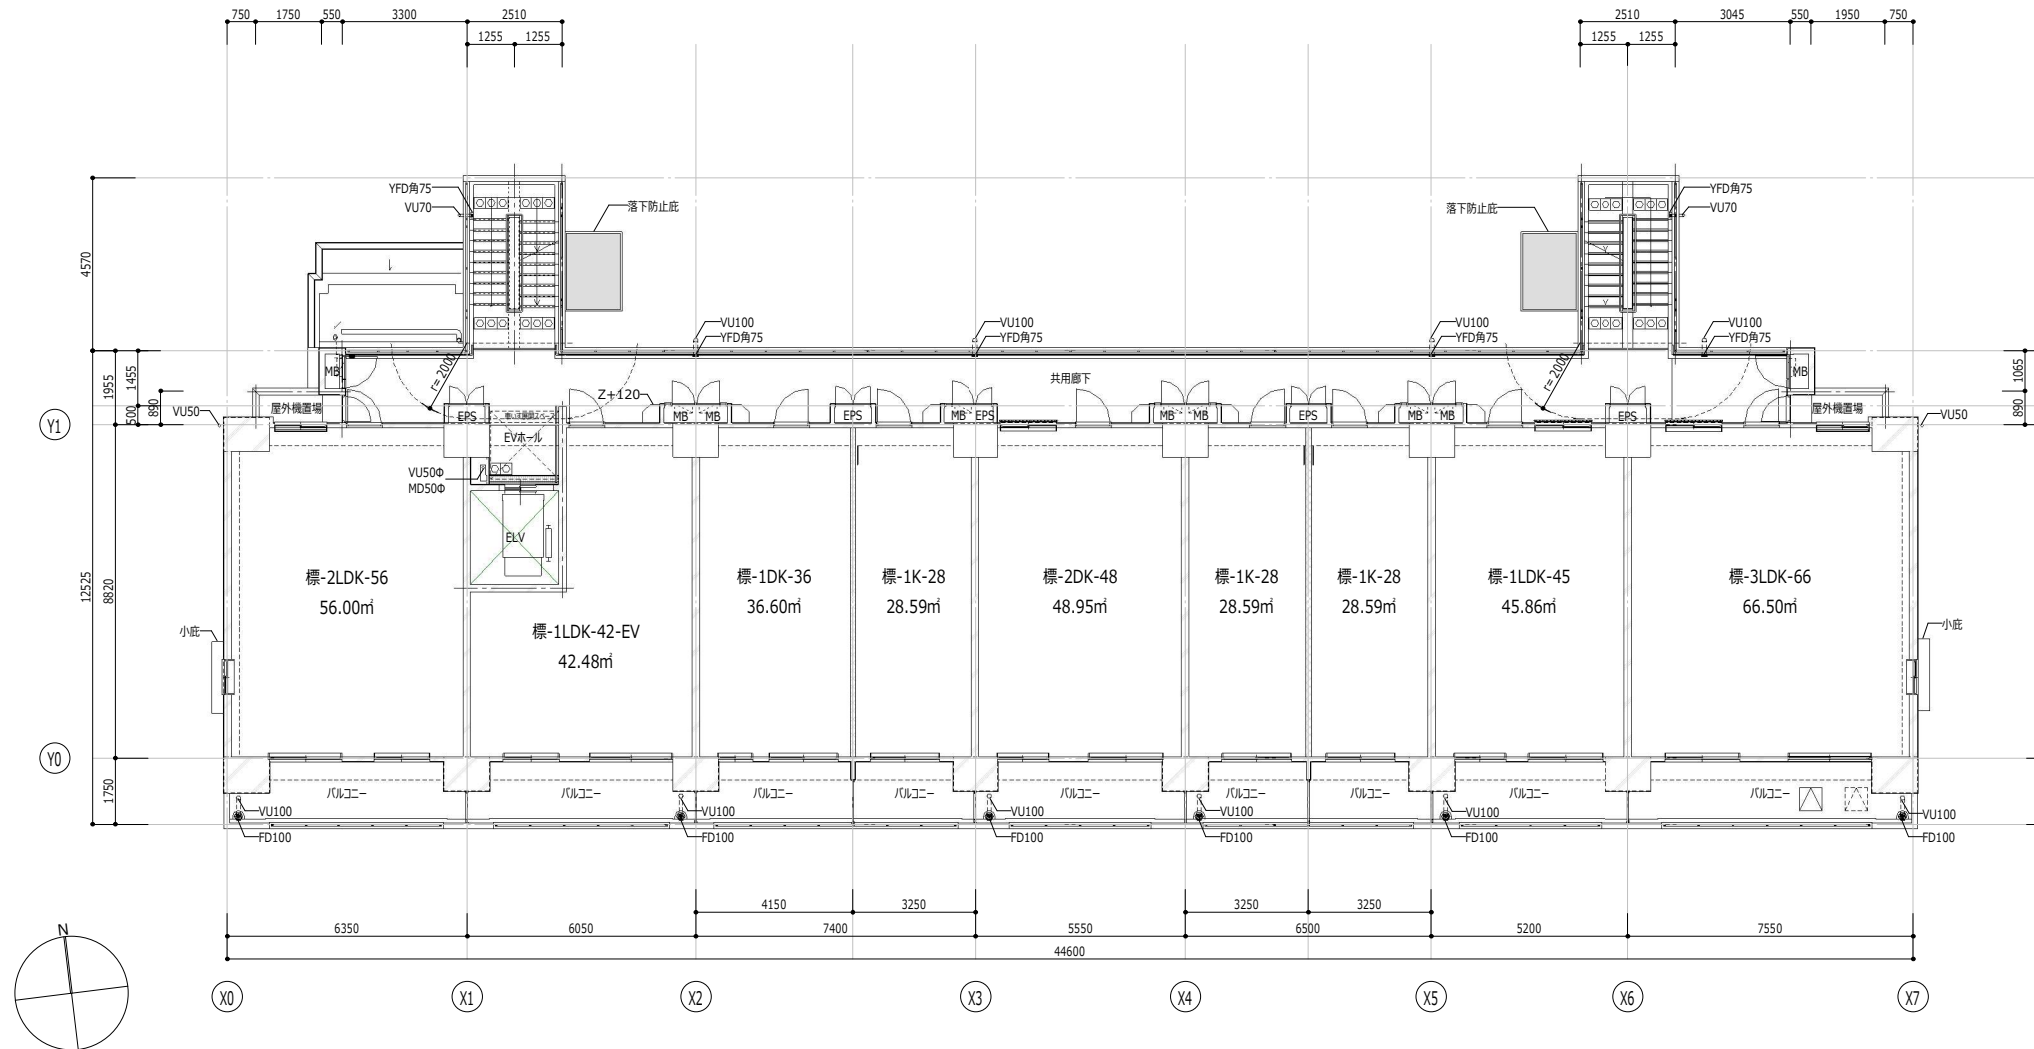 750 1750 550 3300 2510
1255 1255
2510 3045 550 1950 750
1255 1255
YFD角75
VU70
落下防止庇
落下防止庇
YFD角75
VU70
4570
VU100
YFD角75
VU100
YFD角75
VU100
YFD角75
VU100
YFD角75
r=2000
r=2000
共用廊下
MB
MB
1955
1455
500
890
1065
890
Z+120
VU50
屋外機置場
EPS
MB MB
EPS
MB EPS
MB MB
EPS
MB MB
EPS
屋外機置場
VU50
Y1
EVホール
VU50Φ
MD50Φ
ELV
12525
8820
標-2LDK-56
56.00㎡
標-1LDK-42-EV
42.48㎡
標-1DK-36
36.60㎡
標-1K-28
28.59㎡
標-2DK-48
48.95㎡
標-1K-28
28.59㎡
標-1K-28
28.59㎡
標-1LDK-45
45.86㎡
標-3LDK-66
66.50㎡
小庇
小庇
Y0
1750
バルコニー
バルコニー
バルコニー
バルコニー
バルコニー
バルコニー
バルコニー
バルコニー
バルコニー
VU100
FD100
VU100
FD100
VU100
FD100
VU100
FD100
VU100
FD100
VU100
FD100
4150 3250 3250 3250
6350 6050 7400 5550 6500 5200 7550
44600
N
X0 X1 X2 X3 X4 X5 X6 X7